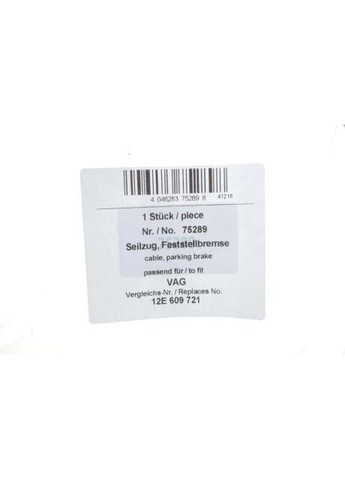 4 046283 75289 8 41218
1 Stück / piece
Nr. / No. 75289
Seilzug, Feststellbremse
cable, parking brake
passend für / to fit
VAG
Vergleichs-Nr. / Replaces No.
12E 609 721